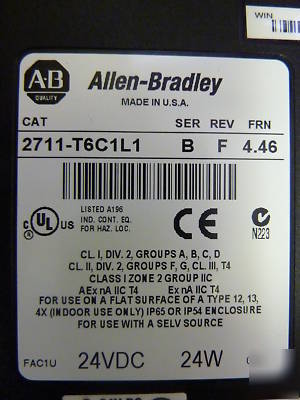 WIN
A-B
QUALITY
Allen-Bradley
MADE IN U.S.A.
CAT SER REV FRN
2711-T6C1L1 B F 4.46
LISTED A196
IND. CONT. EQ.
FOR HAZ. LOC.
C UL US
CE
N223
CL I, DIV. 2, GROUPS A, B, C, D
CL. II, DIV. 2, GROUPS F, G, CL. III, T4
CLASS I ZONE 2 GROUP IIC
AEx nA IIC T4 Ex nA IIC T4
FOR USE ON A FLAT SURFACE OF A TYPE 12, 13,
4X (INDOOR USE ONLY) IP65 OR IP54 ENCLOSURE
FOR USE WITH A SELV SOURCE
FAC1U 24VDC 24W